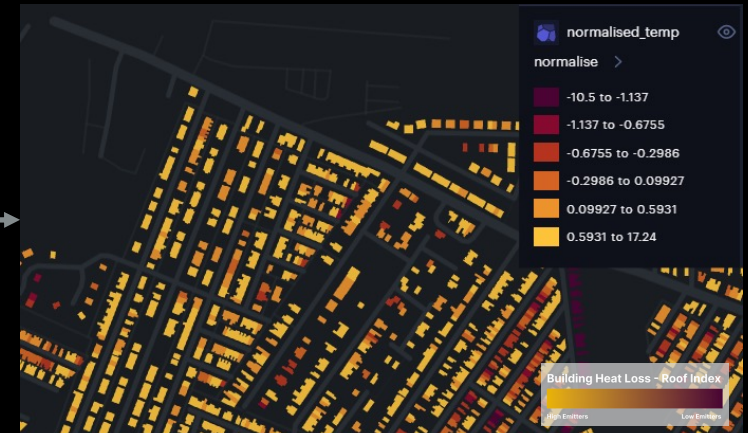 normalised_temp
normalise
-10.5 to -1.137
-1.137 to -0.6755
-0.6755 to -0.2986
-0.2986 to 0.09927
0.09927 to 0.5931
0.5931 to 17.24
Building Heat Loss - Roof Index
High Emitters Low Emitters